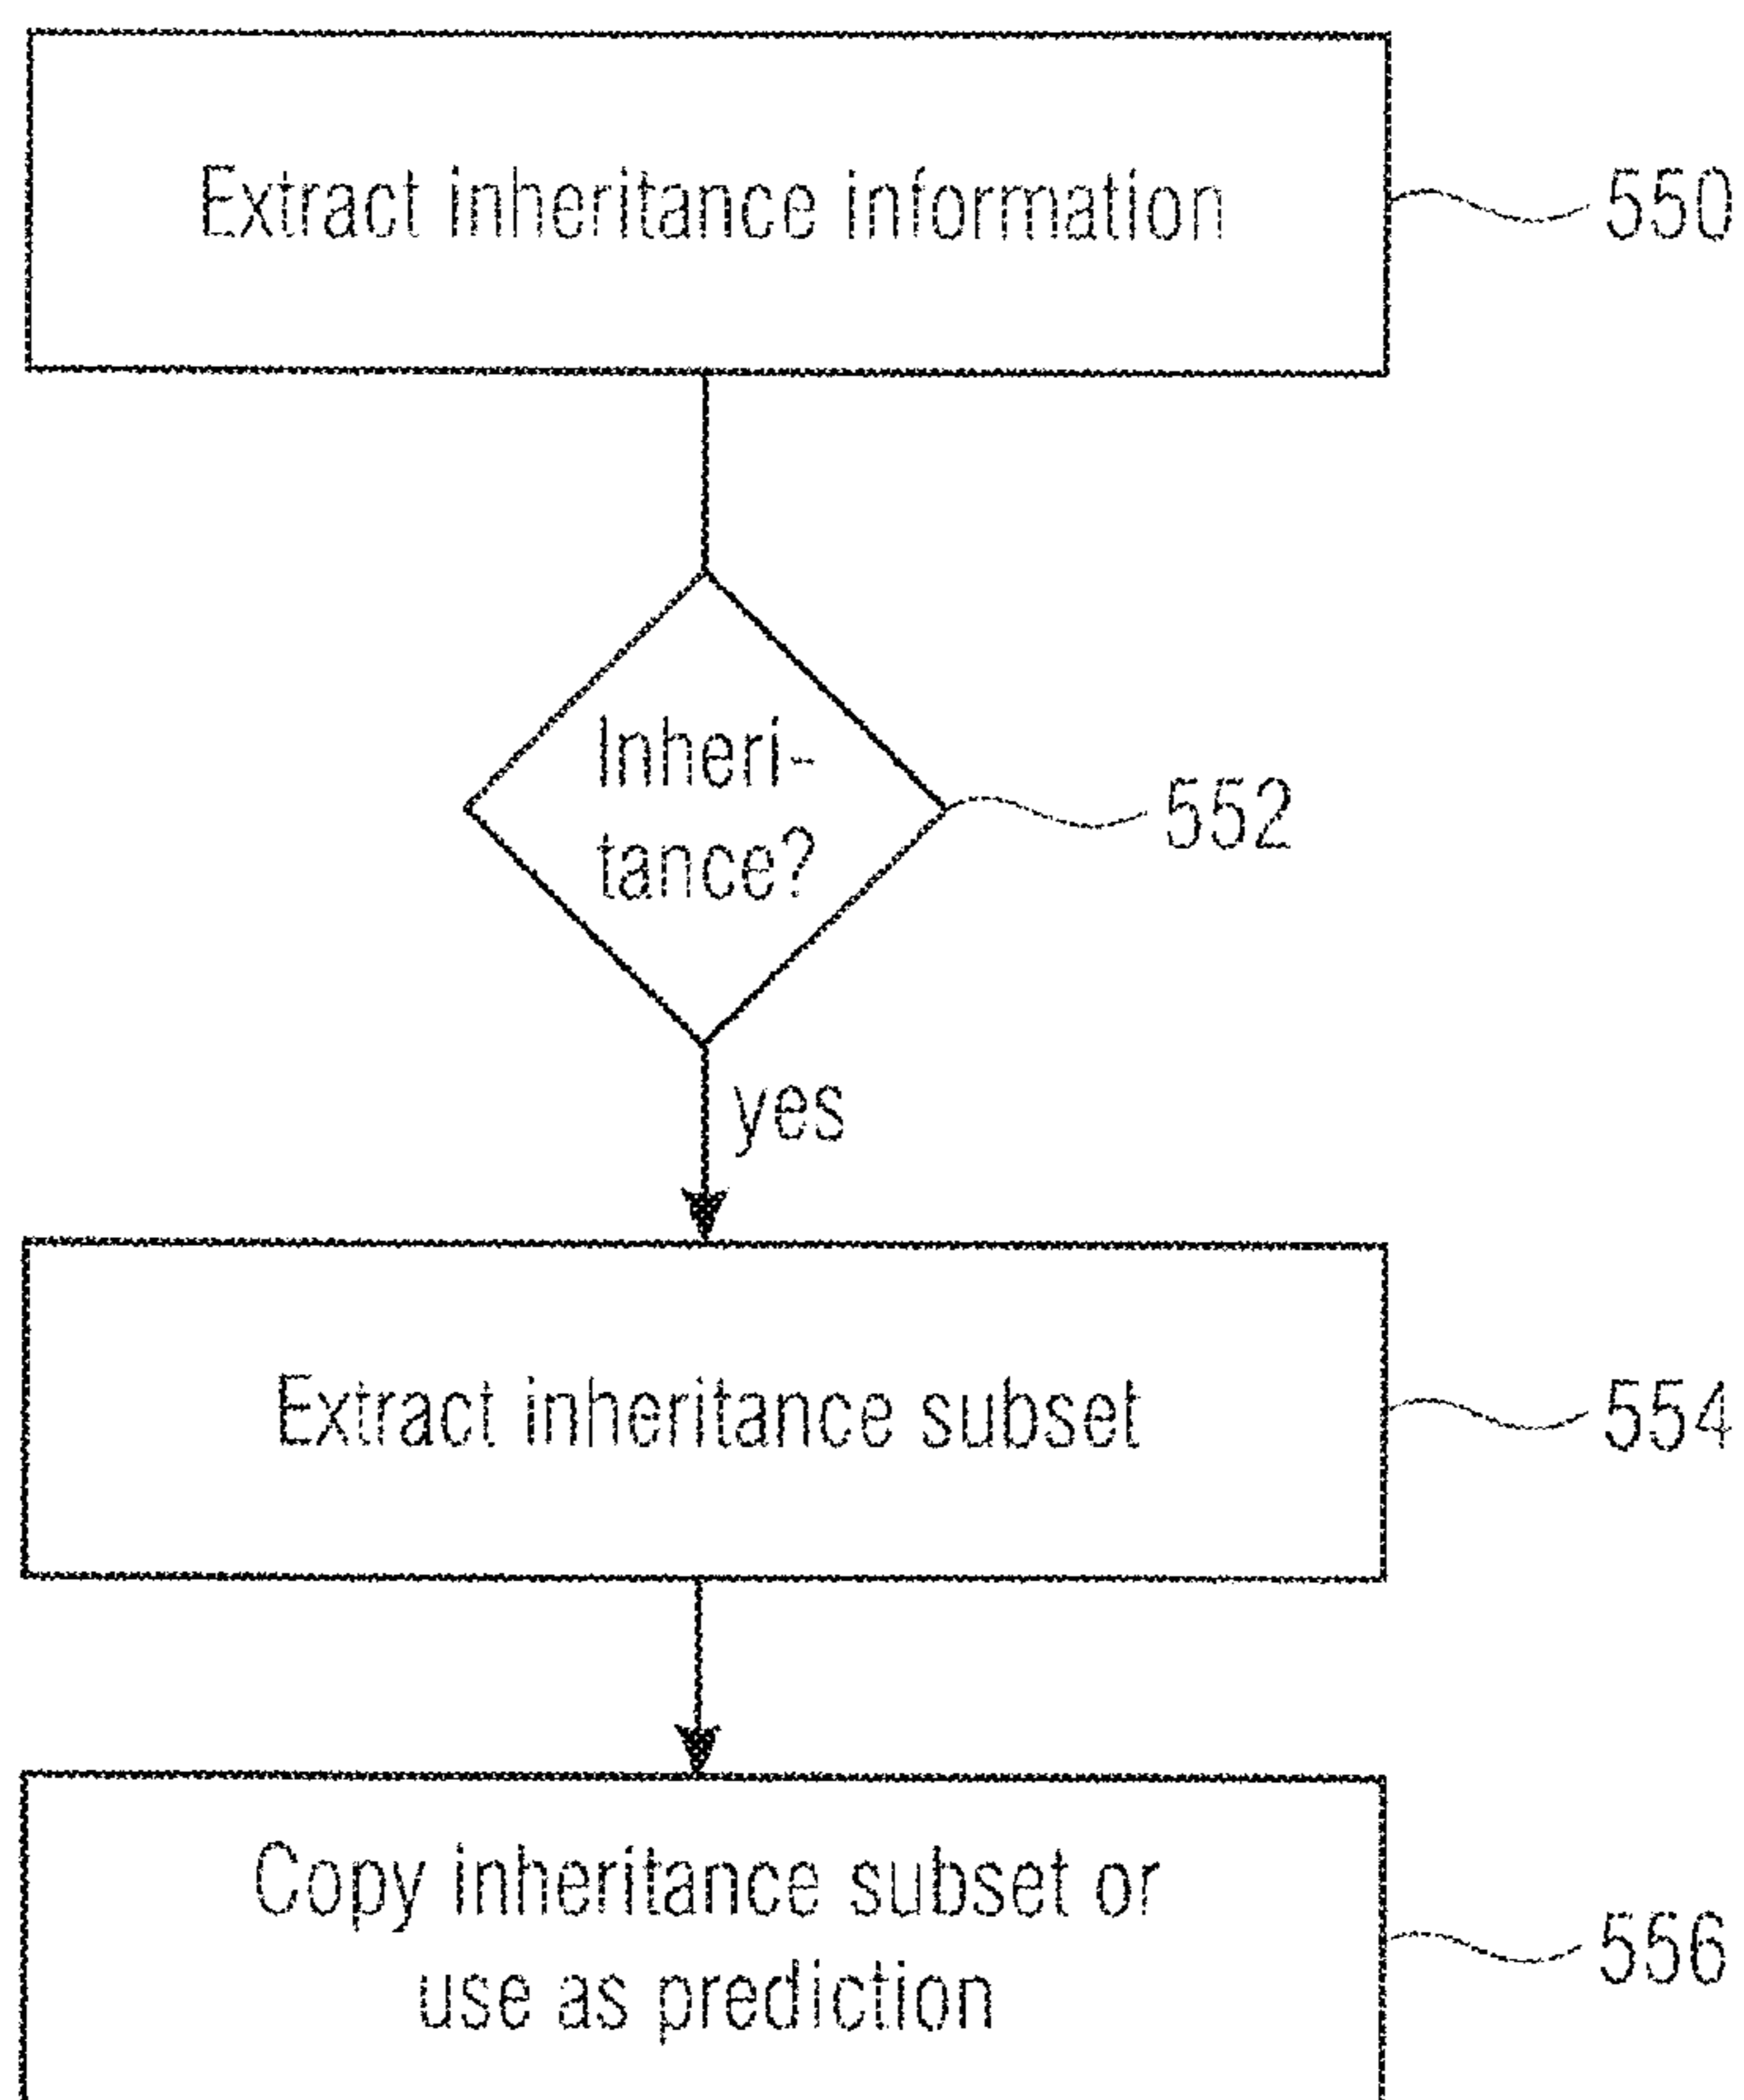 Extract inheritance information
550
Inheri-
tance?
552
yes
Extract inheritance subset
554
Copy inheritance subset or
use as prediction
556